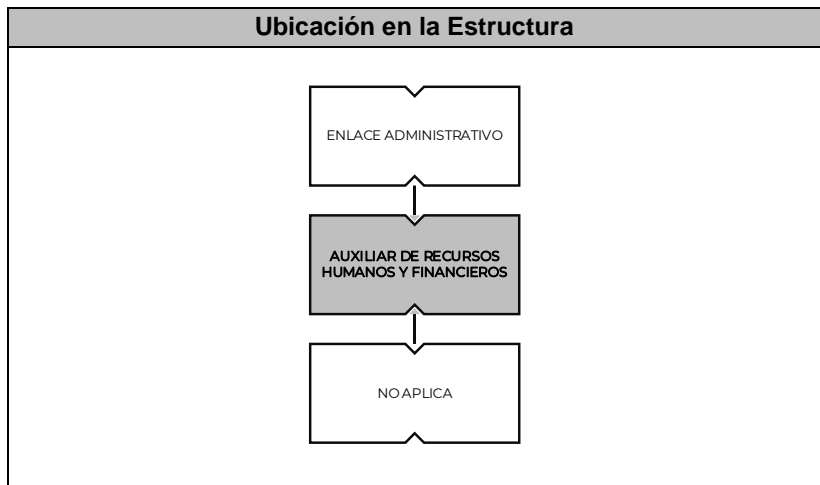 Ubicación en la Estructura
ENLACE ADMINISTRATIVO
AUXILIAR DE RECURSOS
HUMANOS Y FINANCIEROS
NO APLICA